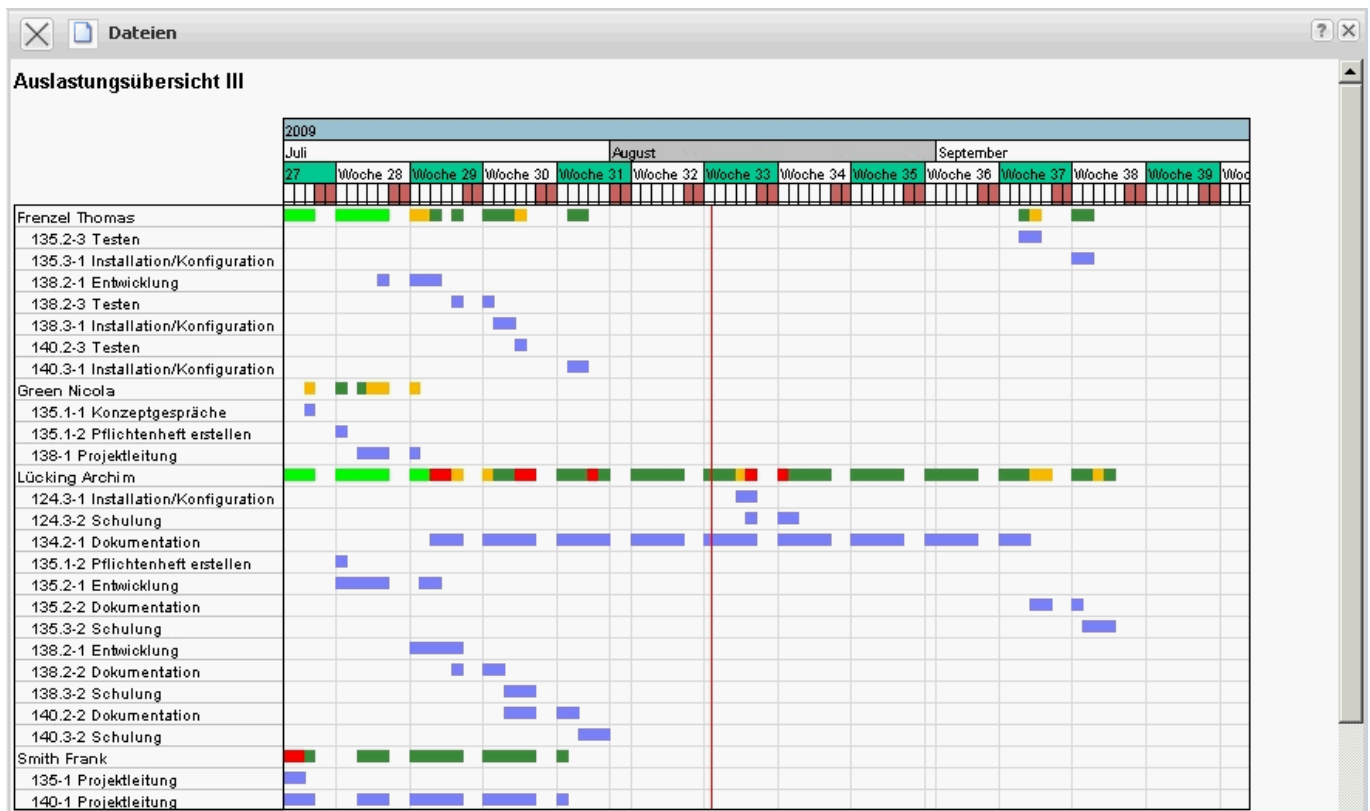 Dateien
?
Auslastungsübersicht III
2009
Juli August September
27 Woche 28 Woche 29 Woche 30 Woche 31 Woche 32 Woche 33 Woche 34 Woche 35 Woche 36 Woche 37 Woche 38 Woche 39 Woc
Frenzel Thomas
135.2-3 Testen
135.3-1 Installation/Konfiguration
138.2-1 Entwicklung
138.2-3 Testen
138.3-1 Installation/Konfiguration
140.2-3 Testen
140.3-1 Installation/Konfiguration
Green Nicola
135.1-1 Konzeptgespräche
135.1-2 Pflichtenheft erstellen
138-1 Projektleitung
Lücking Archim
124.3-1 Installation/Konfiguration
124.3-2 Schulung
134.2-1 Dokumentation
135.1-2 Pflichtenheft erstellen
135.2-1 Entwicklung
135.2-2 Dokumentation
135.3-2 Schulung
138.2-1 Entwicklung
138.2-2 Dokumentation
138.3-2 Schulung
140.2-2 Dokumentation
140.3-2 Schulung
Smith Frank
135-1 Projektleitung
140-1 Projektleitung